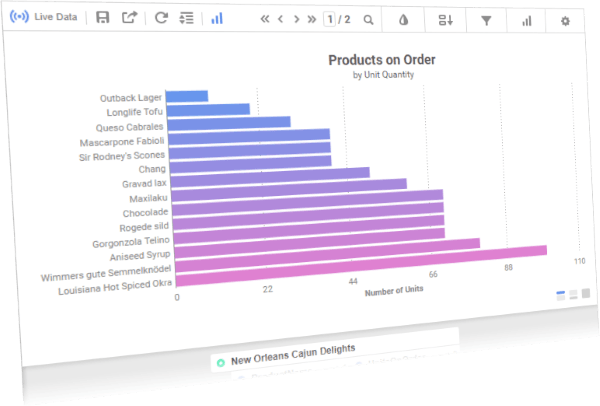 Live Data
1 / 2
Products on Order
by Unit Quantity
Outback Lager
Longlife Tofu
Queso Cabrales
Mascarpone Fabioli
Sir Rodney's Scones
Chang
Gravad lax
Maxilaku
Chocolade
Rogede sild
Gorgonzola Telino
Aniseed Syrup
Wimmers gute Semmelknödel
Louisiana Hot Spiced Okra
0 22 44 66 88 110
Number of Units
New Orleans Cajun Delights